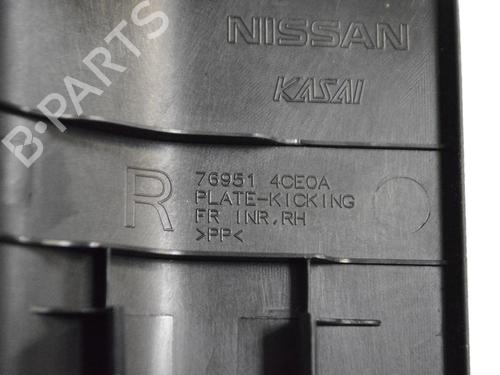 NISSAN
KASAI
R
76951 4CE0A
PLATE-KICKING
FR INR,RH
>PP<
B-PARTS